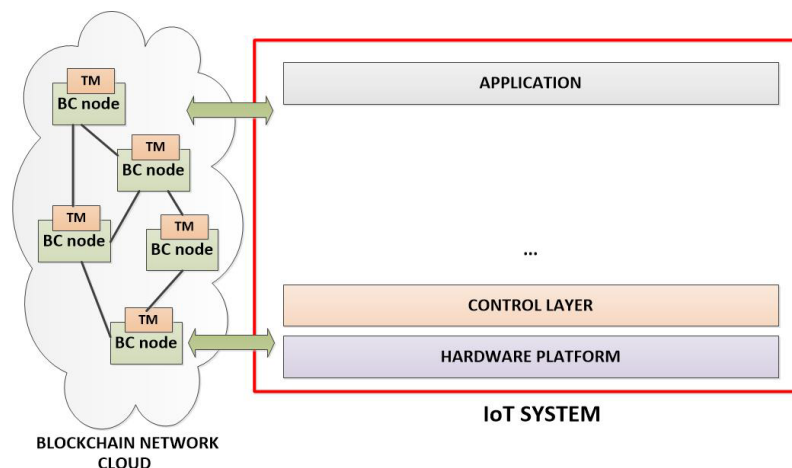 TM
BC node
TM
BC node
TM
BC node
TM
BC node
TM
BC node
BLOCKCHAIN NETWORK
CLOUD
APPLICATION
...
CONTROL LAYER
HARDWARE PLATFORM
IoT SYSTEM